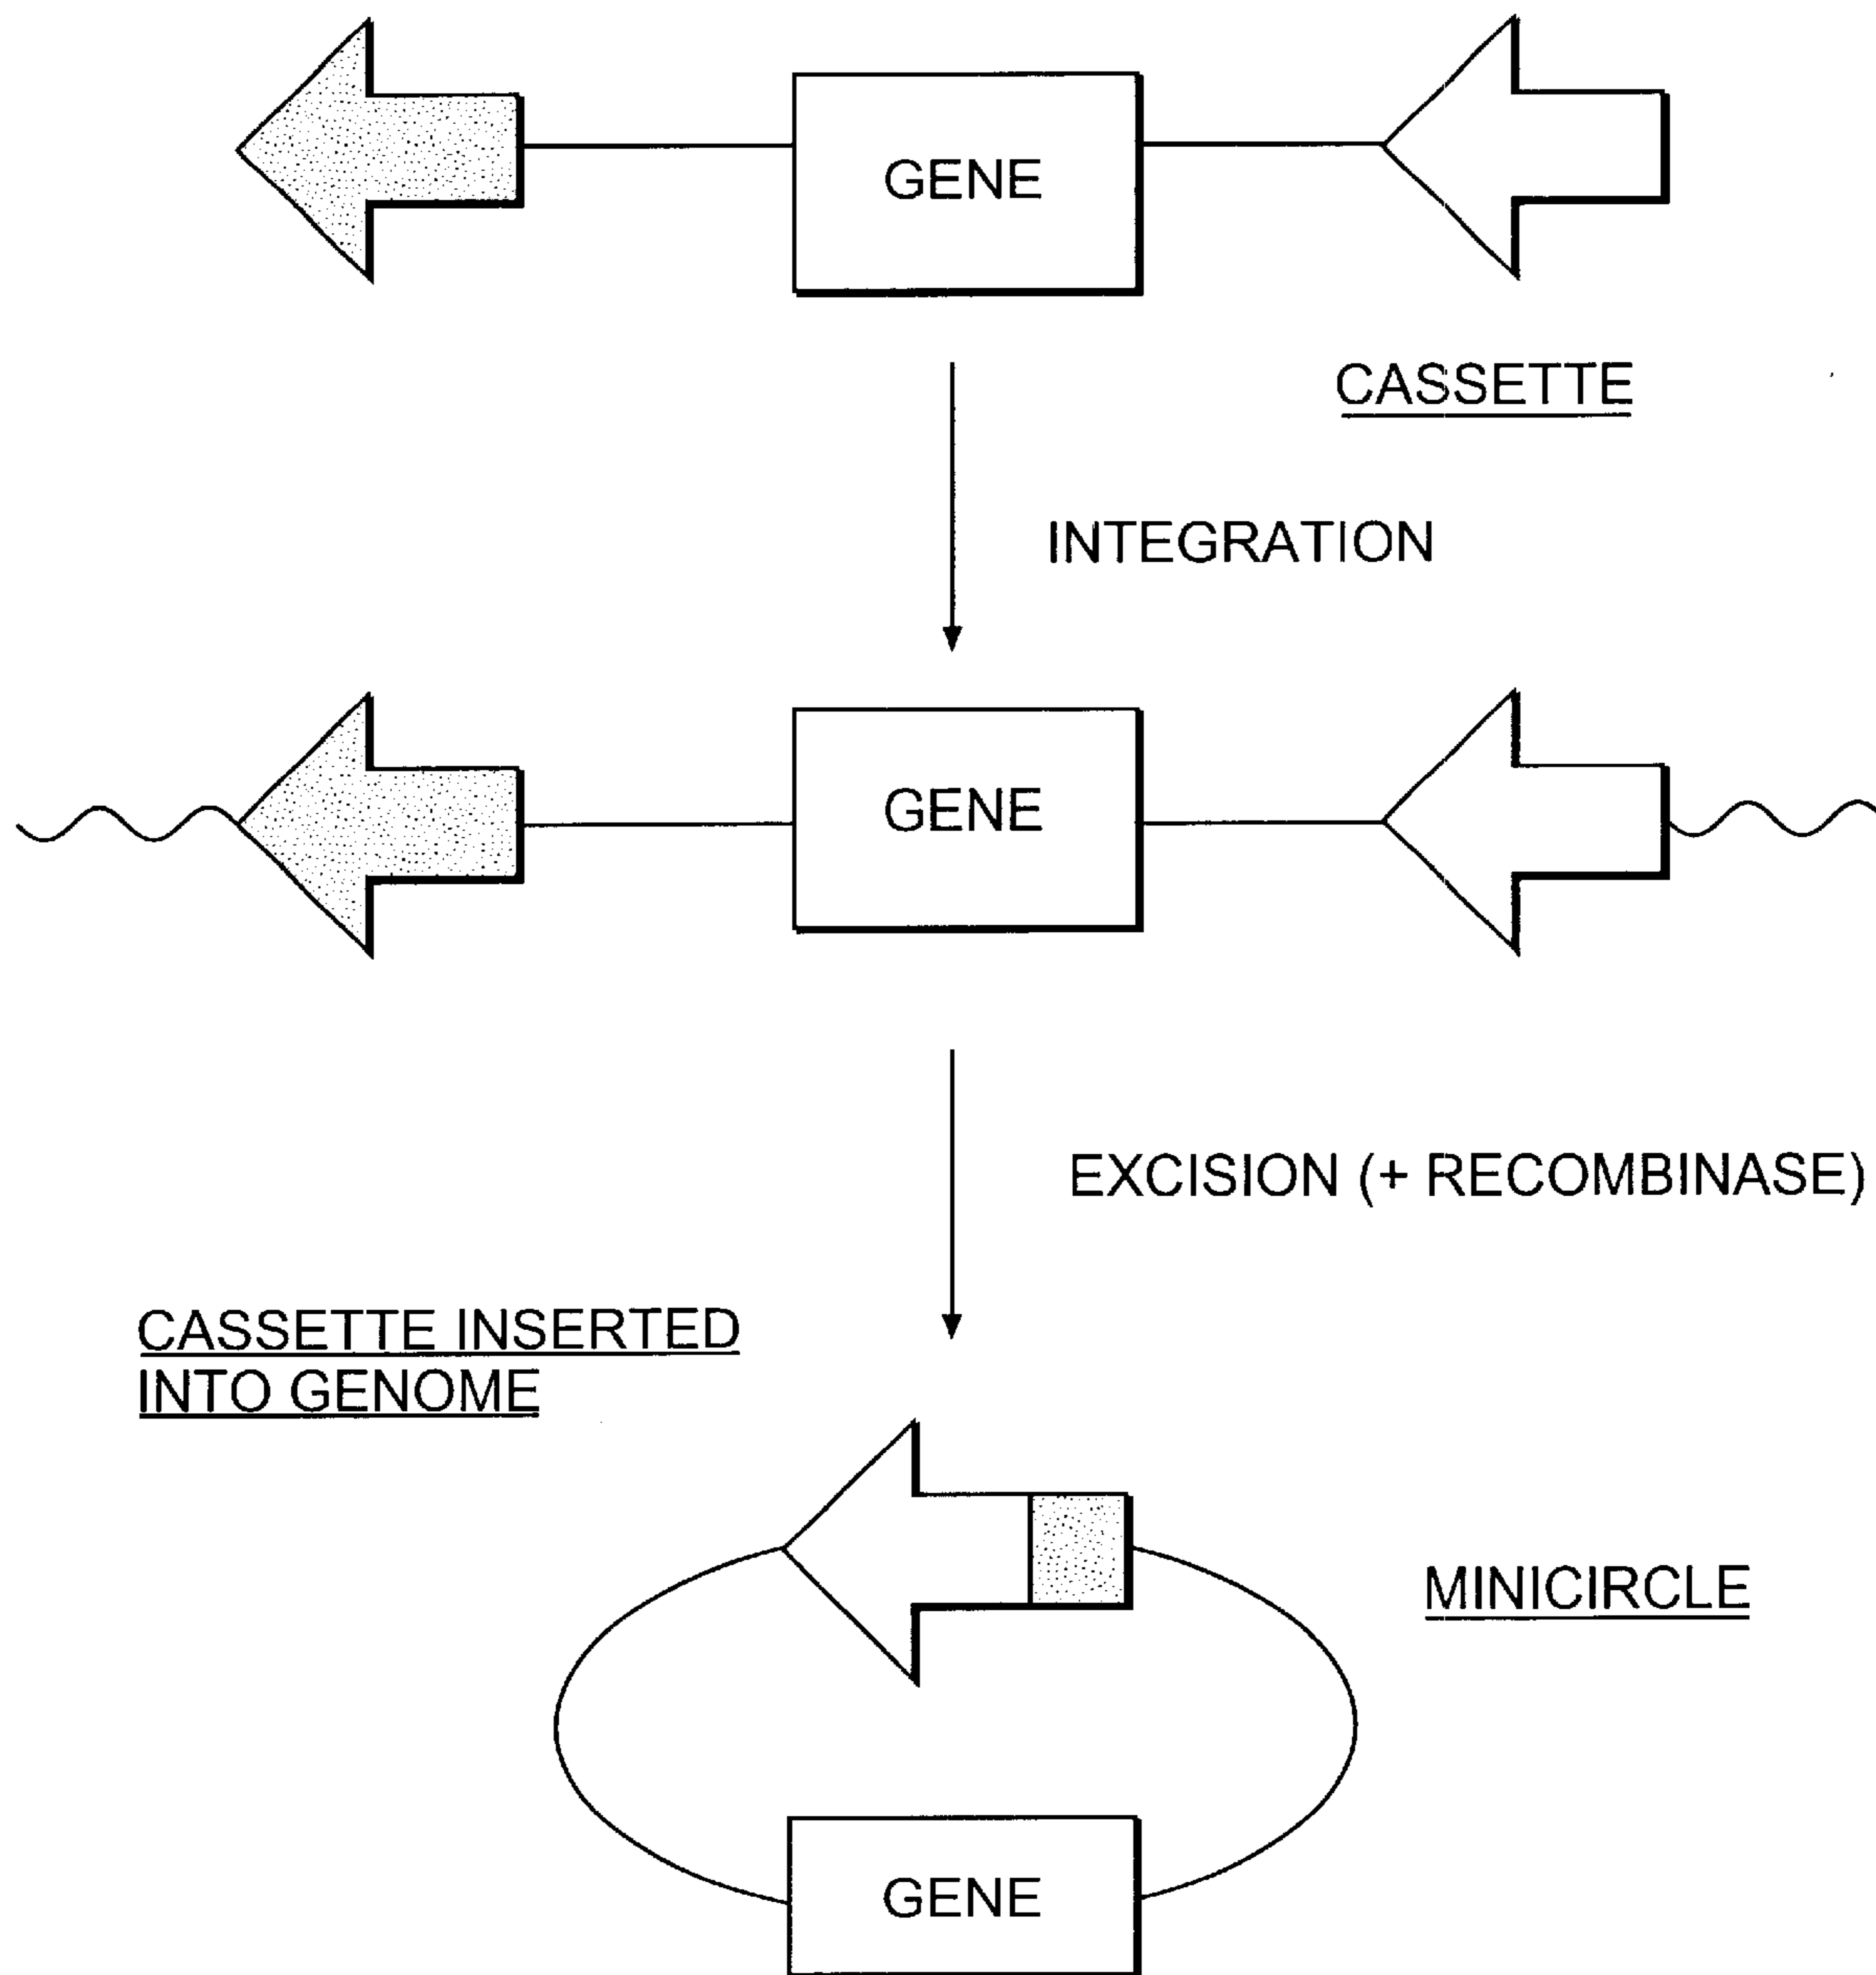 GENE
CASSETTE
INTEGRATION
GENE
EXCISION (+ RECOMBINASE)
CASSETTE INSERTED
INTO GENOME
MINICIRCLE
GENE